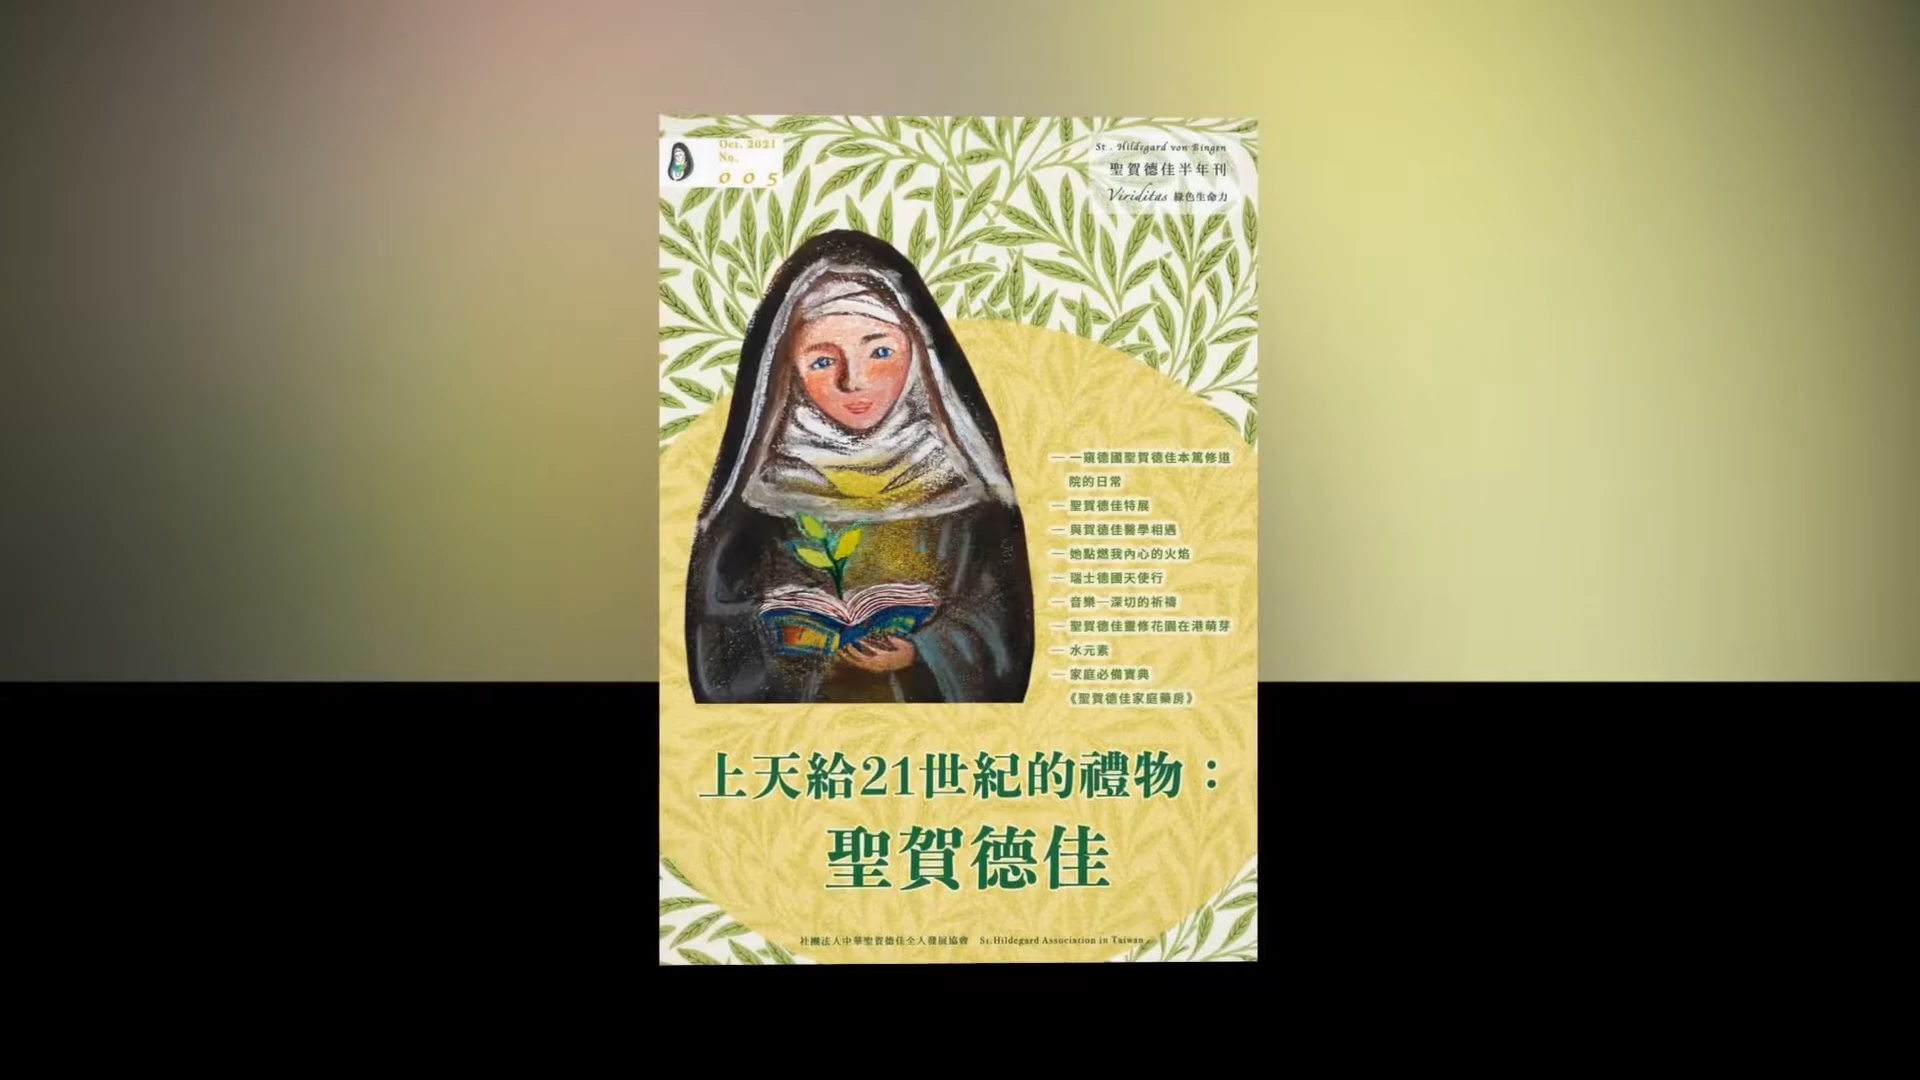 Oct. 2021
No.
005
St. Hildegard von Bingen
聖賀德佳半年刊
Viriditas 綠色生命力
一窺德國聖賀德佳本篤修道
院的日常
聖賀德佳特展
與賀德佳醫學相遇
她點燃我內心的火焰
瑞士德國天使行
音樂─深切的祈禱
聖賀德佳靈修花園在港萌芽
水元素
家庭必備寶典
《聖賀德佳家庭藥房》
上天給21世紀的禮物：
聖賀德佳
社團法人中華聖賀德佳全人發展協會 St.Hildegard Association in Taiwan